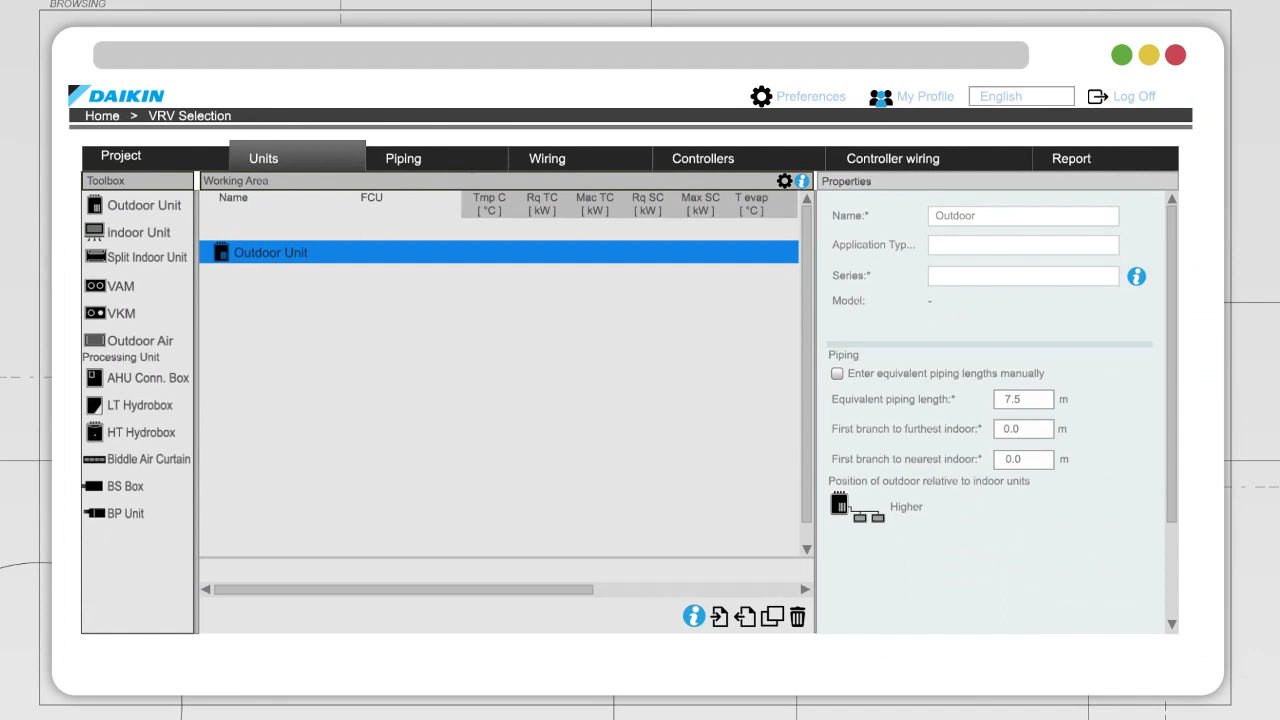 BROWSING
DAIKIN
Preferences
My Profile
English
Log Off
Home > VRV Selection
Project
Units
Piping
Wiring
Controllers
Controller wiring
Report
Toolbox
Outdoor Unit
Indoor Unit
Split Indoor Unit
VAM
VKM
Outdoor Air
Processing Unit
AHU Conn. Box
LT Hydrobox
HT Hydrobox
Biddle Air Curtain
BS Box
BP Unit
Working Area
Name FCU Tmp C Rq TC Mac TC Rq SC Max SC T evap
[ °C ] [ kW ] [ kW ] [ kW ] [ kW ] [ °C ]
Outdoor Unit
Properties
Name:* Outdoor
Application Typ...
Series:*
Model: -
Piping
Enter equivalent piping lengths manually
Equivalent piping length:* 7.5 m
First branch to furthest indoor:* 0.0 m
First branch to nearest indoor:* 0.0 m
Position of outdoor relative to indoor units
Higher